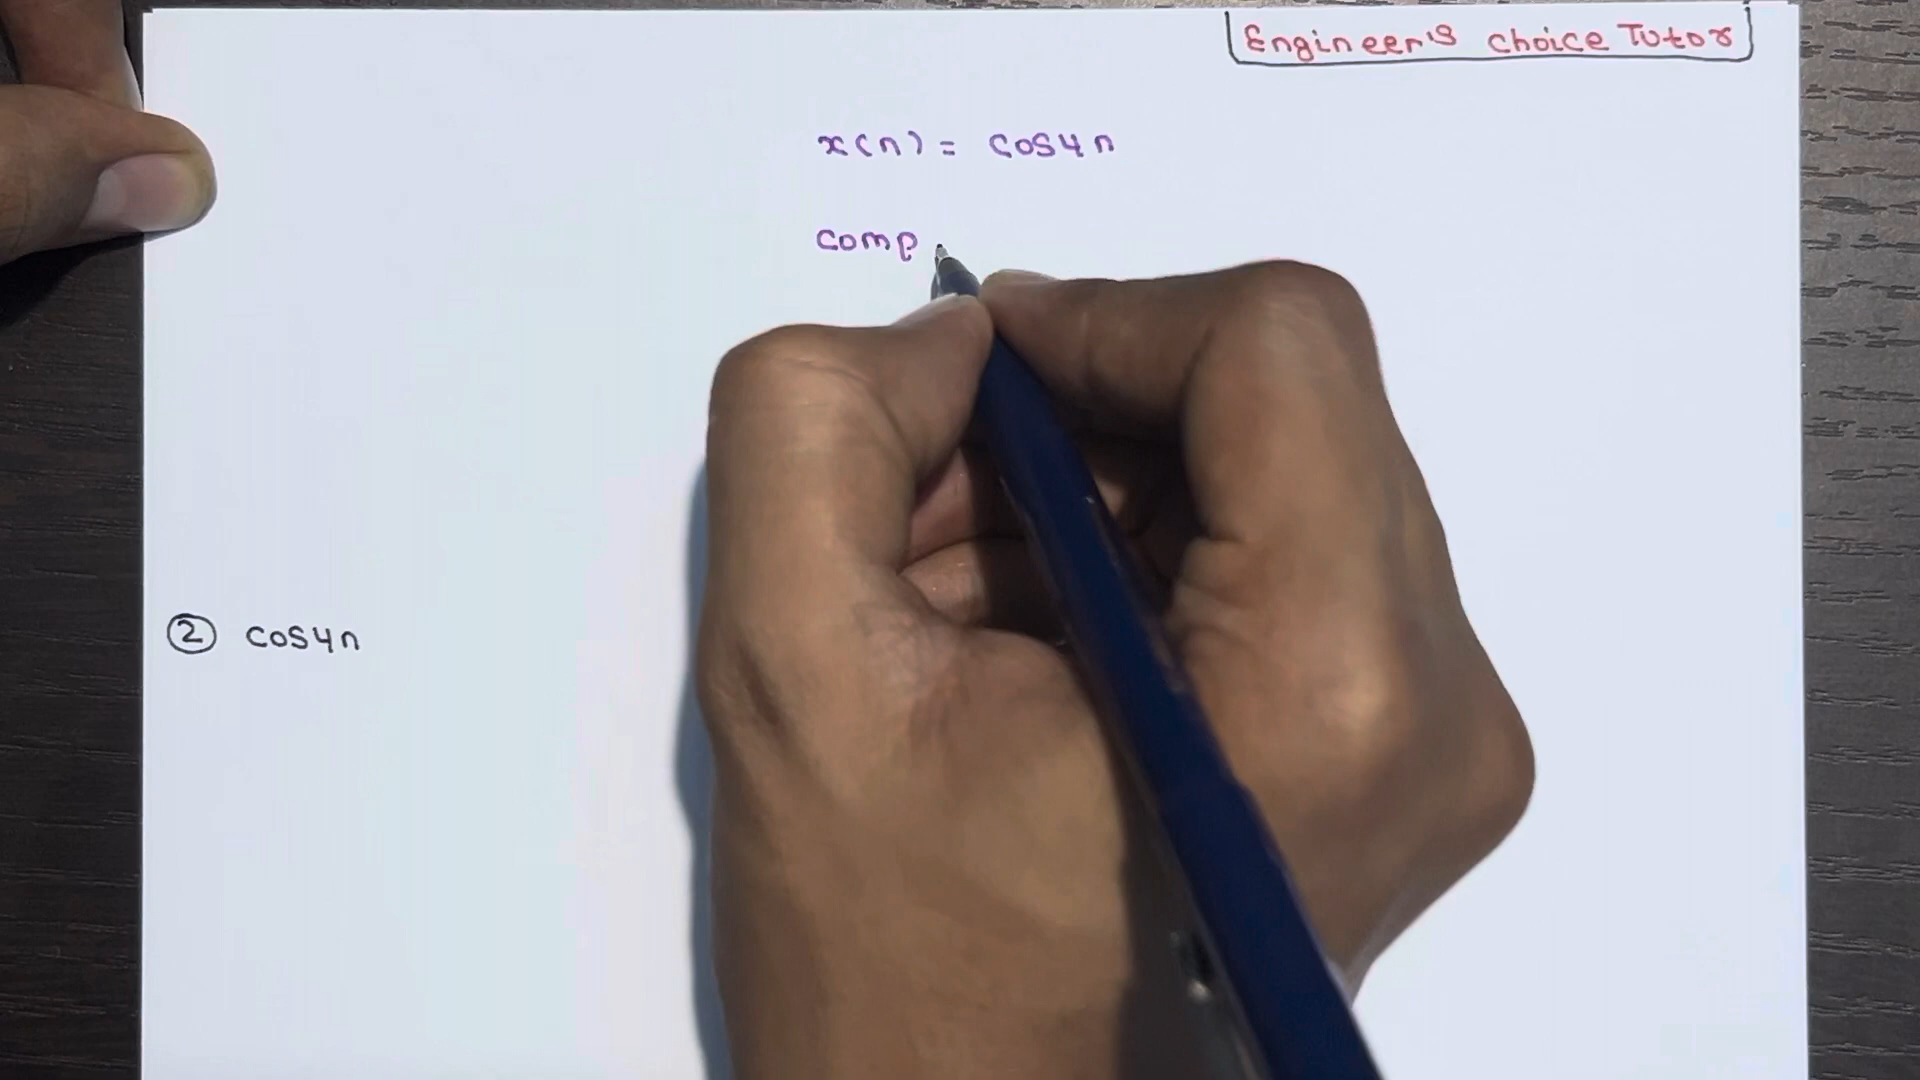 Engineer's choice Tutor
x(n) = cos4n
comp
② cos4n